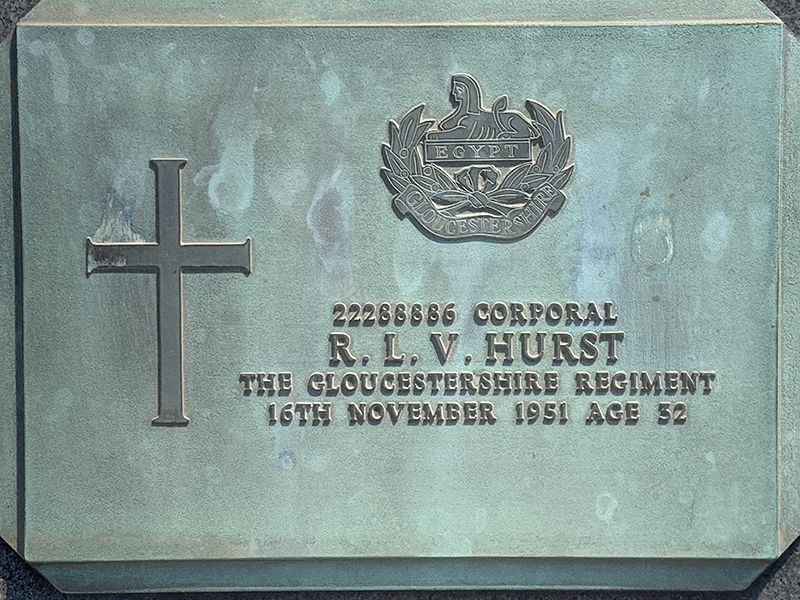 EGYPT
GLOUCESTERSHIRE
22288886 CORPORAL
R. L. V. HURST
THE GLOUCESTERSHIRE REGIMENT
16TH NOVEMBER 1951 AGE 32